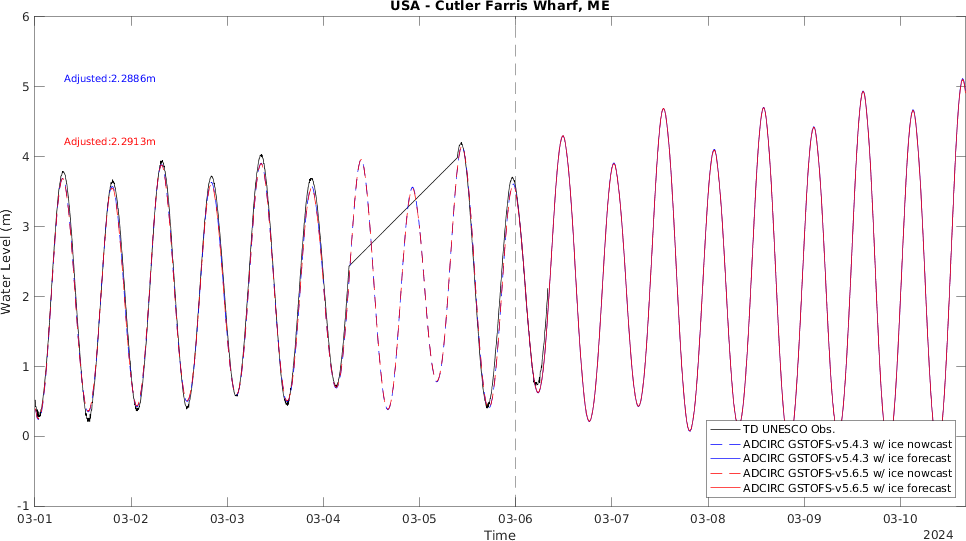 USA - Cutler Farris Wharf, ME
6
5
4
3
2
1
0
-1
Water Level (m)
Adjusted:2.2886m
Adjusted:2.2913m
TD UNESCO Obs.
ADCIRC GSTOFS-v5.4.3 w/ ice nowcast
ADCIRC GSTOFS-v5.4.3 w/ ice forecast
ADCIRC GSTOFS-v5.6.5 w/ ice nowcast
ADCIRC GSTOFS-v5.6.5 w/ ice forecast
03-01 03-02 03-03 03-04 03-05 03-06 03-07 03-08 03-09 03-10
Time
2024